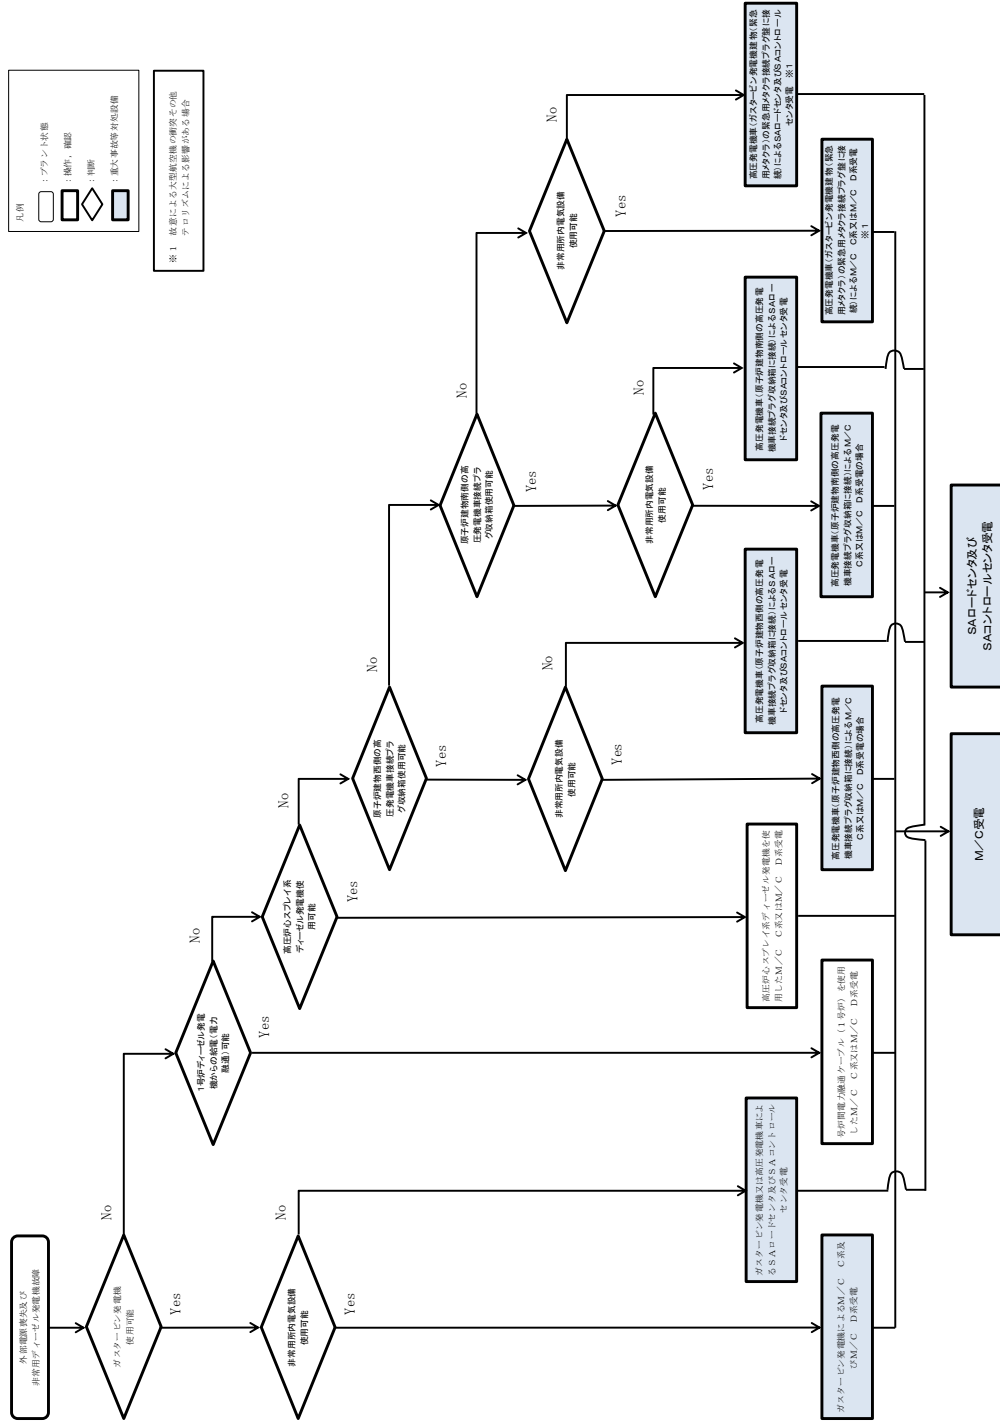 外部電源喪失及び
非常用ディーゼル発電機故障
ガスタービン発電機
使用可能
No
Yes
非常用所内電気設備
使用可能
No
Yes
1号炉ディーゼル発電
機からの給電(電力
融通)可能
No
Yes
高圧炉心スプレイ系
ディーゼル発電機使
用可能
No
Yes
原子炉建物西側の高
圧発電機車接続プラ
グ収納箱使用可能
No
Yes
非常用所内電気設備
使用可能
No
Yes
原子炉建物南側の高
圧発電機車接続プラ
グ収納箱使用可能
No
Yes
非常用所内電気設備
使用可能
No
Yes
非常用所内電気設備
使用可能
No
Yes
ガスタービン発電機又は高圧発電機車によ
るSAロードセンタ及びSAコントロール
センタ受電
高圧炉心スプレイ系ディーゼル発電機を使
用したM/C C系又はM/C D系受電
高圧発電機車(原子炉建物西側の高圧発電
機車接続プラグ収納箱に接続)によるSAロー
ドセンタ及びSAコントロールセンタ受電
高圧発電機車(原子炉建物南側の高圧発電
機車接続プラグ収納箱に接続)によるSAロー
ドセンタ及びSAコントロールセンタ受電
高圧発電機車(ガスタービン発電機建物(緊急
用メタクラ)の緊急用メタクラ接続プラグ盤に接
続)によるSAロードセンタ及びSAコントロール
センタ受電 ※1
ガスタービン発電機によるM/C C系及
びM/C D系受電
号炉間電力融通ケーブル(1号炉)を使用
したM/C C系又はM/C D系受電
高圧発電機車(原子炉建物西側の高圧発電
機車接続プラグ収納箱に接続)によるM/C
C系又はM/C D系受電の場合
高圧発電機車(原子炉建物南側の高圧発電
機車接続プラグ収納箱に接続)によるM/C
C系又はM/C D系受電の場合
高圧発電機車(ガスタービン発電機建物(緊急
用メタクラ)の緊急用メタクラ接続プラグ盤に接
続)によるM/C C系又はM/C D系受電
※1
M/C受電
SAロードセンタ及び
SAコントロールセンタ受電
凡例
:プラント状態
:操作,確認
:判断
:重大事故等対処設備
※1 故意による大型航空機の衝突その他
テロリズムによる影響がある場合